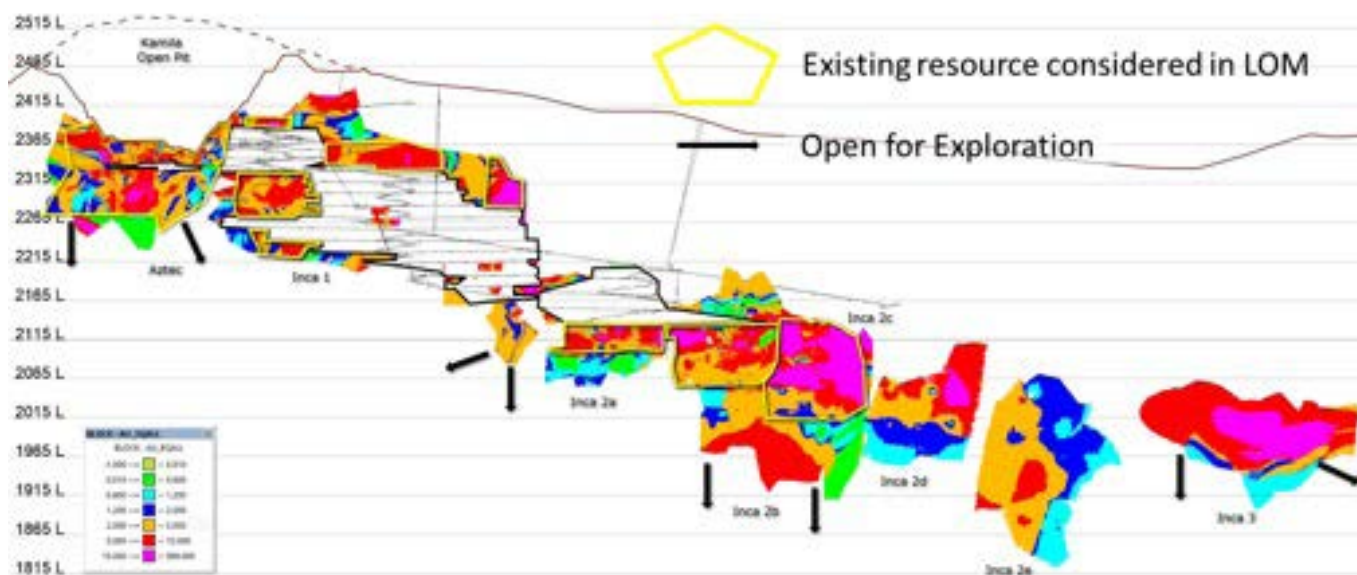 2515 L
Kamila
Open Pit
2465 L
Existing resource considered in LOM
2415 L
2365 L
Open for Exploration
2315 L
2265 L
2215 L
Aztec
Inca 1
2165 L
Inca 2c
2115 L
2065 L
Inca 2a
2015 L
1965 L
Inca 2d
1915 L
Inca 2b
Inca 3
1865 L
Inca 2e
1815 L